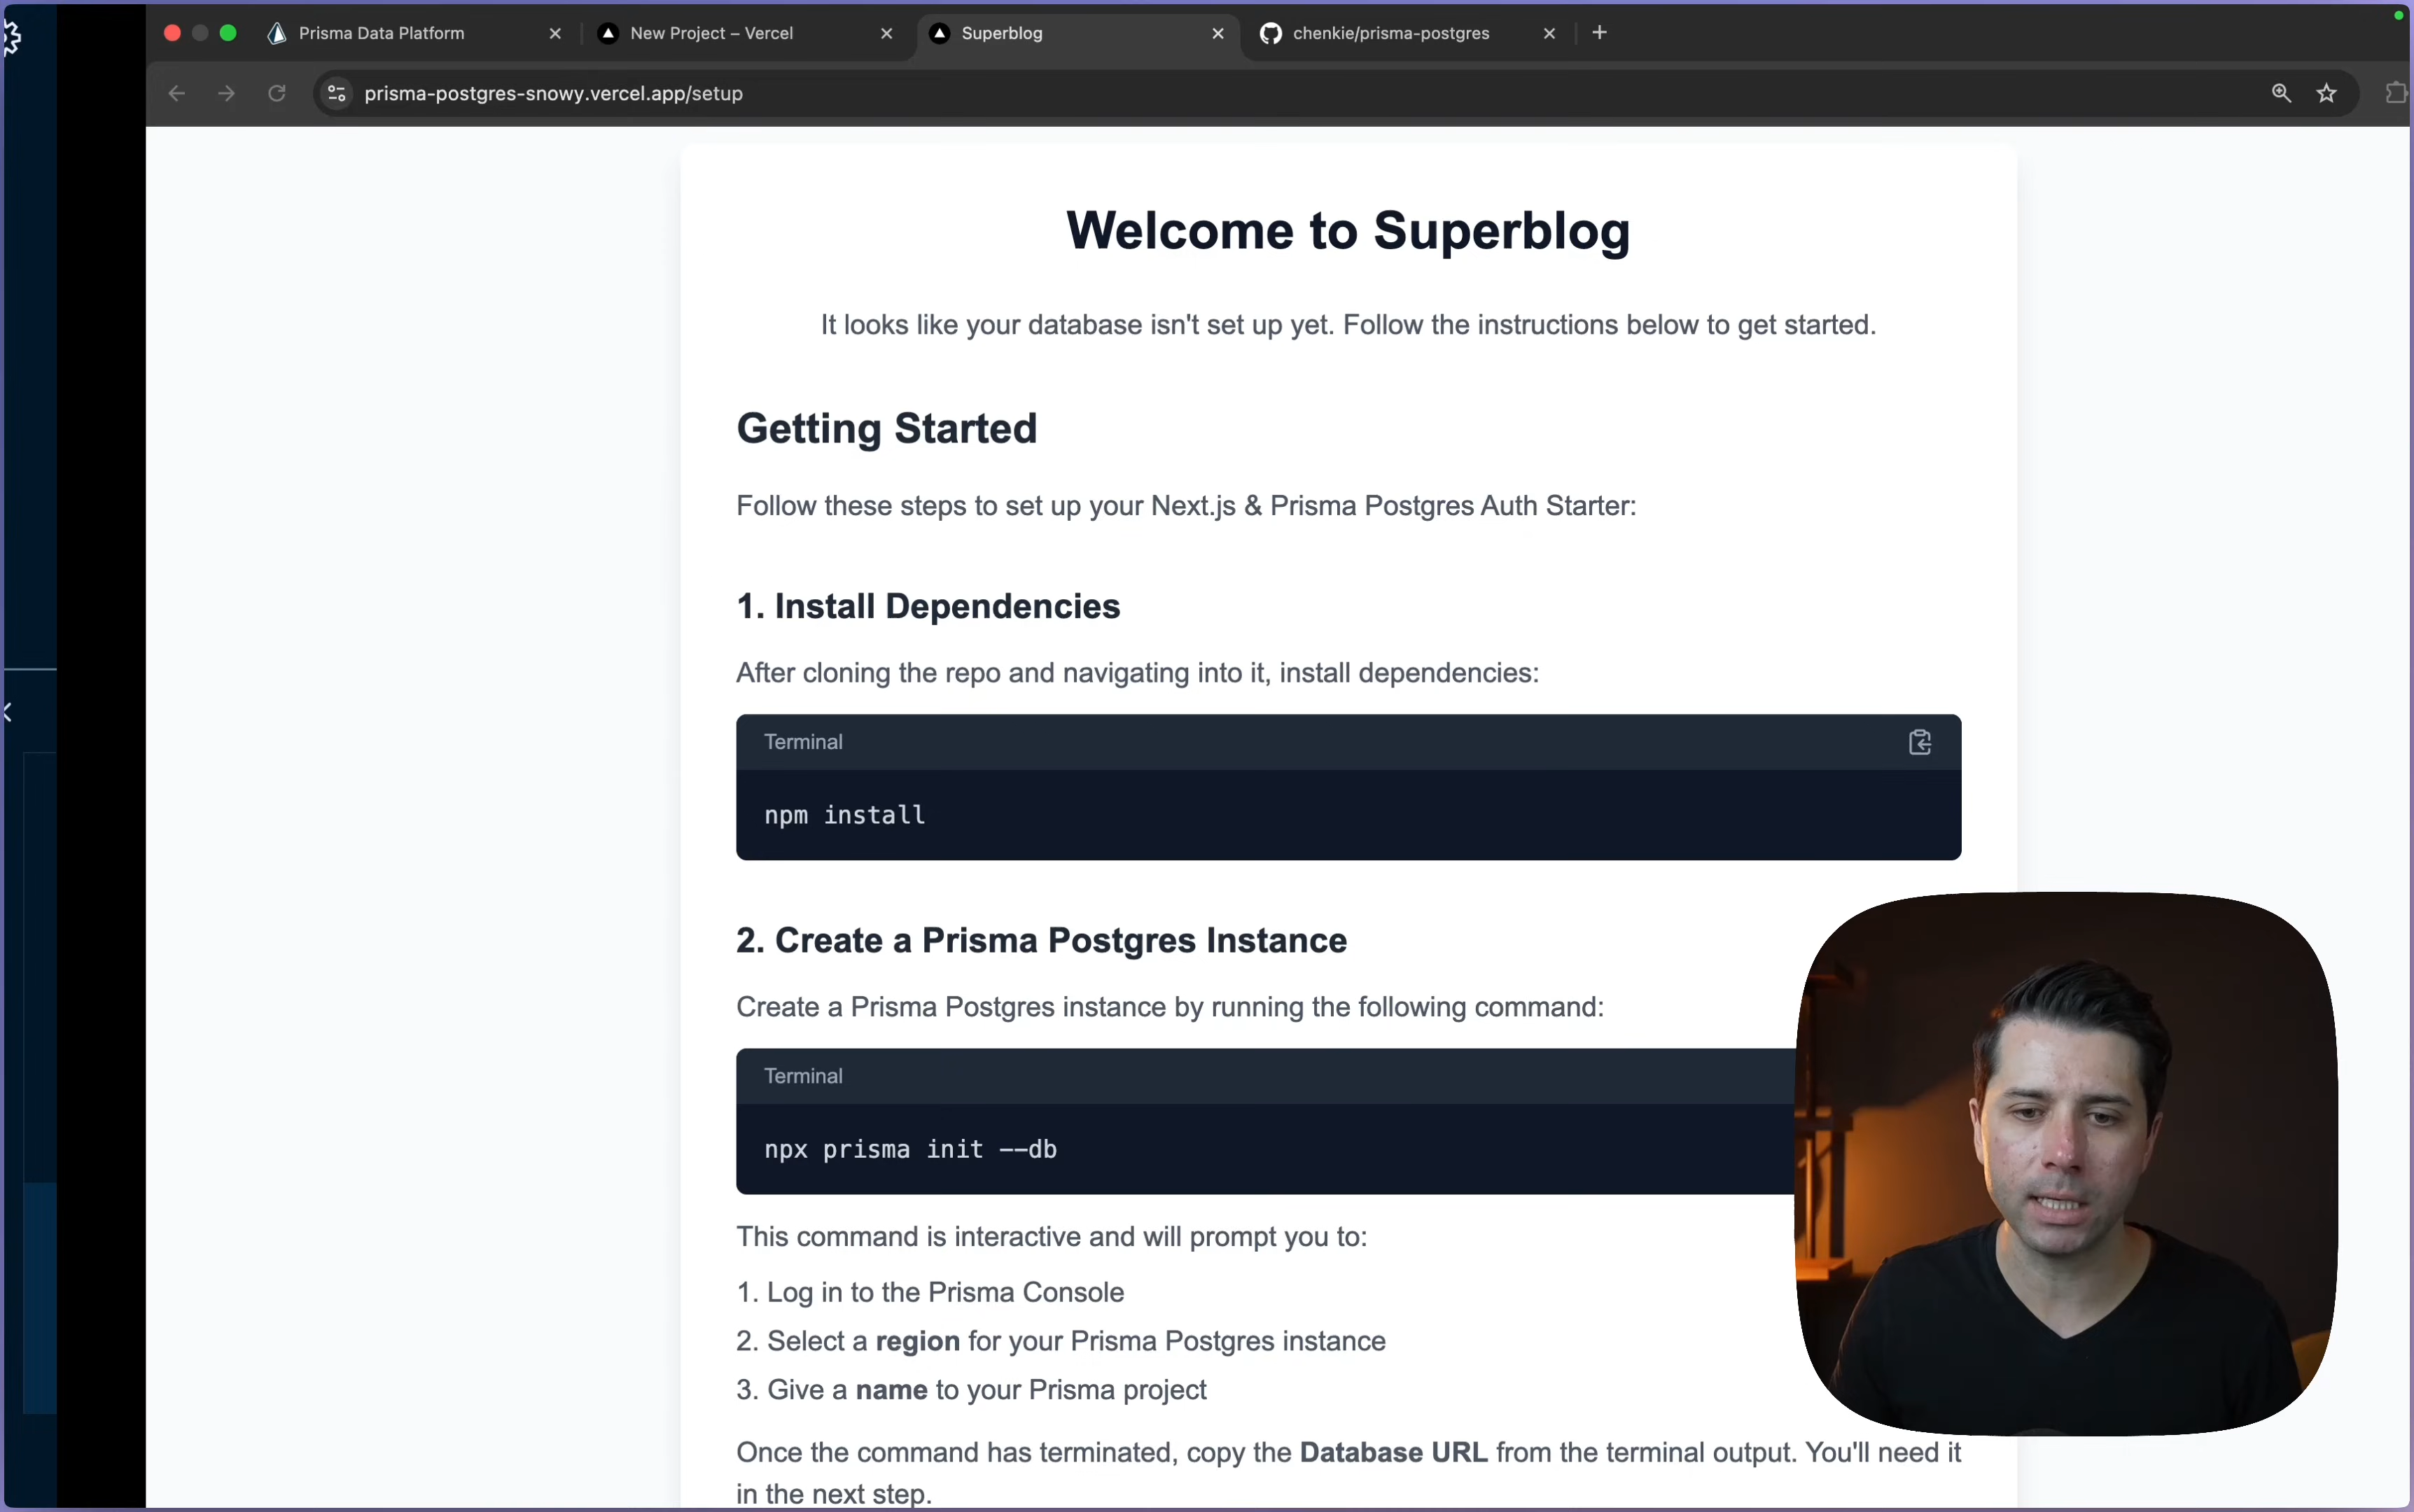 Prisma Data Platform
New Project – Vercel
Superblog
chenkie/prisma-postgres
prisma-postgres-snowy.vercel.app/setup
Welcome to Superblog
It looks like your database isn't set up yet. Follow the instructions below to get started.
Getting Started
Follow these steps to set up your Next.js & Prisma Postgres Auth Starter:
1. Install Dependencies
After cloning the repo and navigating into it, install dependencies:
Terminal
npm install
2. Create a Prisma Postgres Instance
Create a Prisma Postgres instance by running the following command:
Terminal
npx prisma init --db
This command is interactive and will prompt you to:
1. Log in to the Prisma Console
2. Select a region for your Prisma Postgres instance
3. Give a name to your Prisma project
Once the command has terminated, copy the Database URL from the terminal output. You'll need it
in the next step.